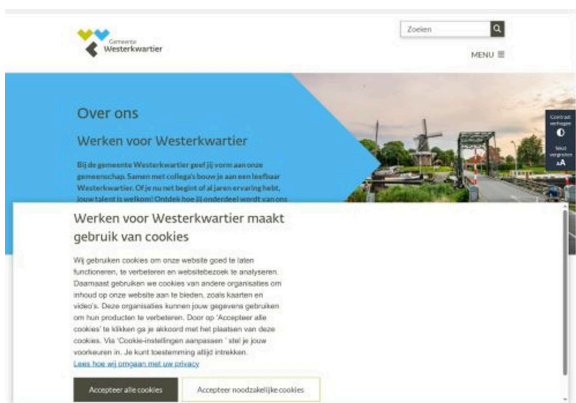 Zoeken
Gemeente
Westerkwartier
MENU
Over ons
Werken voor Westerkwartier
Contrast
verhogen
Tekst
vergroten
AA
Bij de gemeente Westerkwartier geef jij vorm aan onze
gemeenschap. Samen met collega's bouw je aan een leefbaar
Westerkwartier. Of je nu net begint of al jaren ervaring hebt,
jouw talent is welkom! Ontdek hoe jij onderdeel wordt van ons
Werken voor Westerkwartier maakt
gebruik van cookies
Wij gebruiken cookies om onze website goed te laten
functioneren, te verbeteren en websitebezoek te analyseren.
Daarnaast gebruiken we cookies van andere organisaties om
inhoud op onze website aan te bieden, zoals kaarten en
video's. Deze organisaties kunnen jouw gegevens gebruiken
om hun producten te verbeteren. Door op 'Accepteer alle
cookies' te klikken ga je akkoord met het plaatsen van deze
cookies. Via 'Cookie-instellingen aanpassen ' stel je jouw
voorkeuren in. Je kunt toestemming altijd intrekken.
Lees hoe wij omgaan met uw privacy
Accepteer alle cookies
Accepteer noodzakelijke cookies